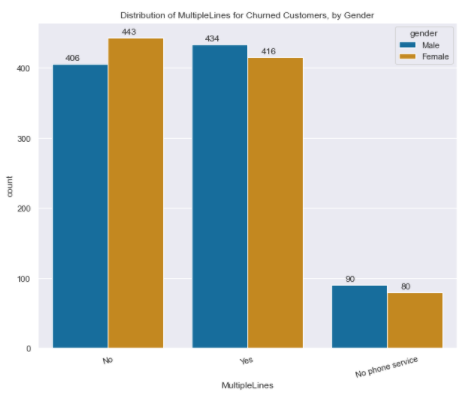 Distribution of MultipleLines for Churned Customers, by Gender
gender
Male
Female
406
443
434
416
90
80
400
300
200
100
0
count
No
Yes
No phone service
MultipleLines